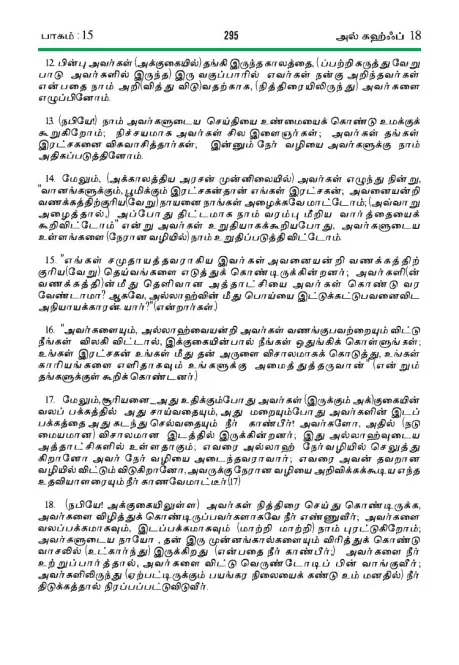 பாகம் : 15 295 அல் கஹ்ஃப் 18
12. பின்பு அவர்கள் (அக்குகையில்) தங்கி இருந்த காலத்தை, ( ப்பற்றி கருத்து வேறு
பாடு அவர்களில் இருந்த) இரு வகுப்பாரில் எவர்கள் நன்கு அறிந்தவர்கள்
என்பதை நாம் அறி(வித்து விடு)வதற்காக, (நித்திரையிலிருந்து) அவர்களை
எழுப்பினோம்.
13. (நபியே!) நாம் அவர்களுடைய செய்தியை உண்மையைக் கொண்டு உமக்குக்
கூறுகிறோம்; நிச்சயமாக அவர்கள் சில இளைஞர்கள்; அவர்கள் தங்கள்
இரட்சகனை விசுவாசித்தார்கள்; இன்னும் நேர் வழியை அவர்களுக்கு நாம்
அதிகப்படுத்தினோம்.
14. மேலும், (அக்காலத்திய அரசன் முன்னிலையில்) அவர்கள் எழுந்து நின்று,
"வானங்களுக்கும், பூமிக்கும் இரட்சகன்தான் எங்கள் இரட்சகன், அவனையன்றி
வணக்கத்திற்குரிய(வேறு) நாயனை நாங்கள் அழைக்கவே மாட்டோம்; (அவ்வாறு
அழைத்தால்,) அப்போது திட்டமாக நாம் வரம்பு மீறிய வார்த்தையைக்
கூறிவிட்டோம்" என்று அவர்கள் உறுதியாகக்கூறியபோது, அவர்களுடைய
உள்ளங்களை (நேரான வழியில்) நாம் உறுதிப்படுத்தி விட்டோம்.
15. "எங்கள் சமுதாயத்தவராகிய இவர்கள் அவனையன்றி வணக்கத்திற்
குரிய(வேறு) தெய்வங்களை எடுத்துக் கொண்டிருக்கின்றனர்; அவர்களி(ன்
வணக்கத்தி)ன்மீது தெளிவான அத்தாட்சியை அவர்கள் கொண்டு வர
வேண்டாமா? ஆகவே, அல்லாஹ்வின் மீது பொய்யை இட்டுக்கட்டுபவனைவிட
அநியாயக்காரன் யார்?"(என்றார்கள்.)
16. "அவர்களையும், அல்லாஹ்வையன்றி அவர்கள் வணங்குபவற்றையும் விட்டு
நீங்கள் விலகி விட்டால், இக்குகையின்பால் நீங்கள் ஒதுங்கிக் கொள்ளுங்கள்;
உங்கள் இரட்சகன் உங்கள் மீது தன் அருளை விசாலமாகக் கொடுத்து, உங்கள்
காரியங்களை எளிதாகவும் உங்களுக்கு அமைத்துத்தருவான்" (என்றும்
தங்களுக்குள் கூறிக் கொண்டனர்.)
17. மேலும், சூரியனை_அது உதிக்கும்போது அவர்கள் (இருக்கும் அக்)குகையின்
வலப் பக்கத்தில் அது சாய்வதையும், அது மறையும்போது அவர்களின் இடப்
பக்கத்தை அது கடந்து செல்வதையும் நீர் காண்பீர்! அவர்களோ, அதில் (நடு
மையமான) விசாலமான இடத்தில் இருக்கின்றனர்; இது அல்லாஹ்வுடைய
அத்தாட்சிகளில் உள்ளதாகும்; எவரை அல்லாஹ் நேர்வழியில் செலுத்து
கிறானோ அவர் நேர் வழியை அடைந்தவராவார்; எவரை அவன் தவறான
வழியில் விட்டும் விடுகிறானோ, அவருக்கு நேரான வழியை அறிவிக்கக்கூடிய எந்த
உதவியாளரையும் நீர் காணவேமாட்டீர்.(17)
18. (நபியே! அக்குகையிலுள்ள) அவர்கள் நித்திரை செய்து கொண்டிருக்க,
அவர்களை விழித்துக் கொண்டிருப்பவர்களாகவே நீர் எண்ணுவீர்; அவர்களை
வலப்பக்கமாகவும், இடப்பக்கமாகவும் (மாற்றி மாற்றி) நாம் புரட்டுகிறோம்;
அவர்களுடைய நாயோ , தன் இரு முன்னங்கால்களையும் விரித்துக் கொண்டு
வாசலில் (உட்கார்ந்து) இருக்கிறது (என்பதை நீர் காண்பீர்;) அவர்களை நீர்
உற்றுப்பார்த்தால், அவர்களை விட்டு வெருண்டோடிப் பின் வாங்குவீர்;
அவர்களிலிருந்து (ஏற்பட்டிருக்கும் பயங்கர நிலையைக் கண்டு உம் மனதில்) நீர்
திடுக்கத்தால் நிரப்பப்பட்டுவிடுவீர்.